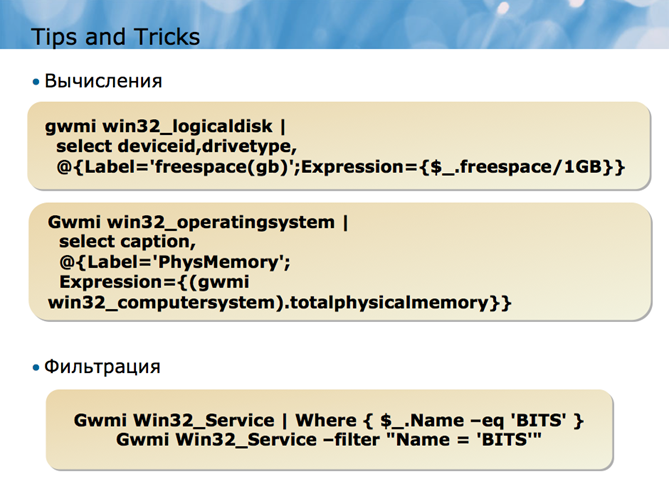 Tips and Tricks
• Вычисления
gwmi win32_logicaldisk |
select deviceid,drivetype,
@{Label='freespace(gb)';Expression={$_.freespace/1GB}}
Gwmi win32_operatingsystem |
select caption,
@{Label='PhysMemory';
Expression={(gwmi
win32_computersystem).totalphysicalmemory}}
• Фильтрация
Gwmi Win32_Service | Where { $_.Name –eq 'BITS' }
Gwmi Win32_Service –filter "Name = 'BITS'"